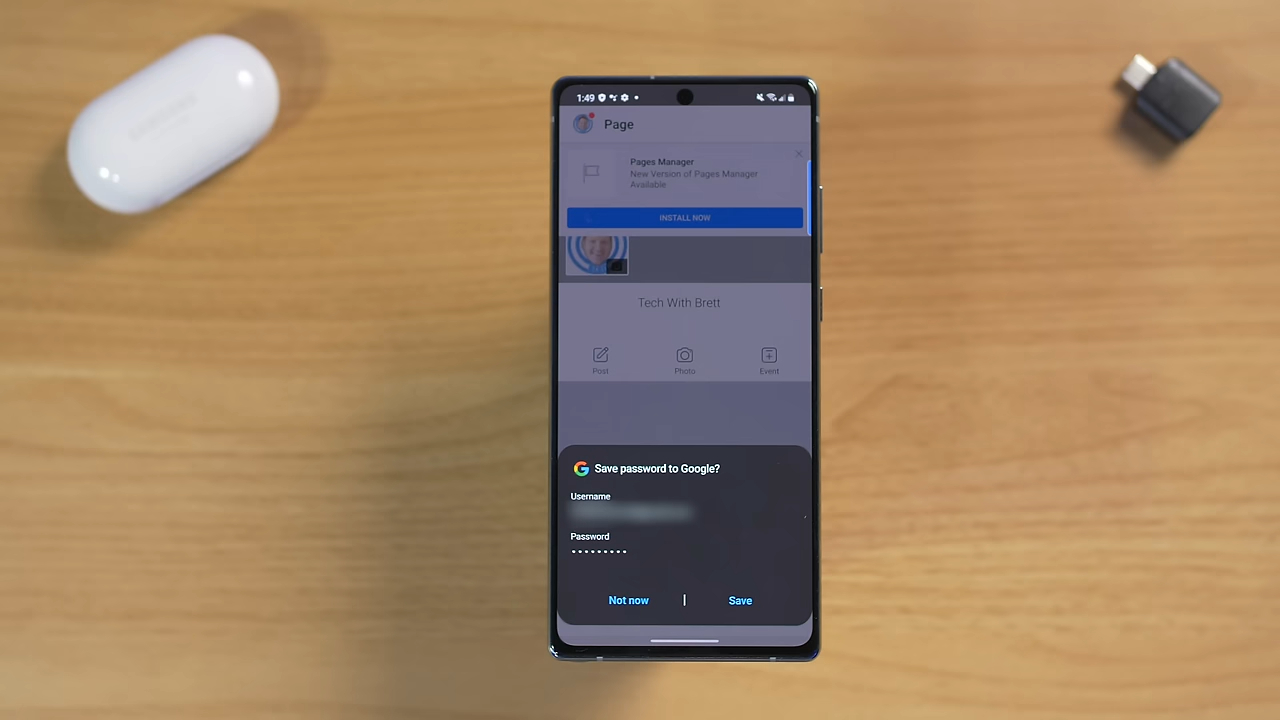 1:49
Page
Pages Manager
New Version of Pages Manager
Available
INSTALL NOW
Tech With Brett
Post
Photo
Event
Save password to Google?
Username
Password
Not now
Save